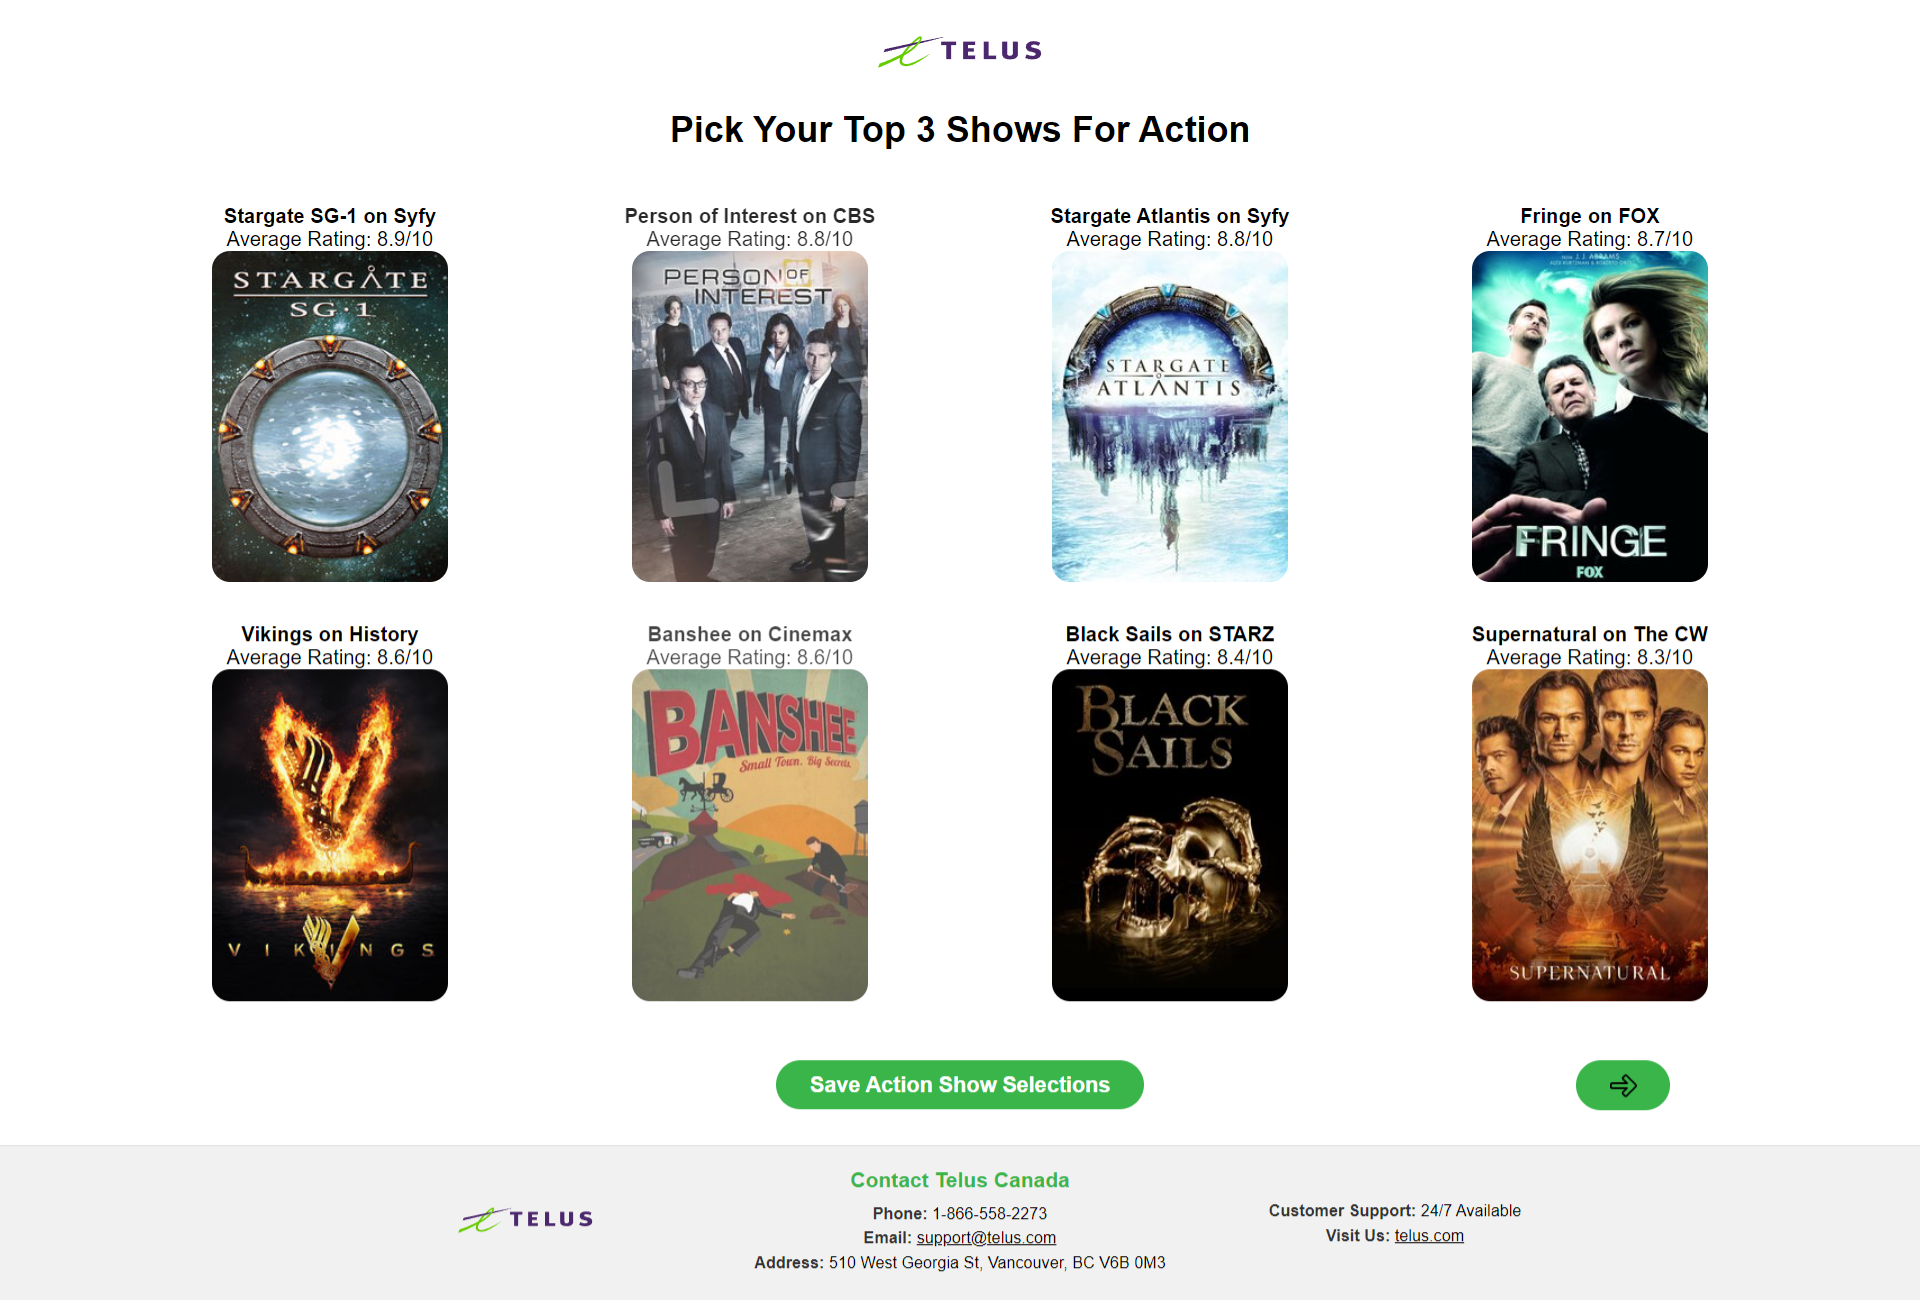 TELUS
Pick Your Top 3 Shows For Action
Stargate SG-1 on Syfy
Average Rating: 8.9/10
STARGATE
SG·1
Person of Interest on CBS
Average Rating: 8.8/10
PERSON OF
INTEREST
Stargate Atlantis on Syfy
Average Rating: 8.8/10
STARGATE
ATLANTIS
Fringe on FOX
Average Rating: 8.7/10
FROM J.J. ABRAMS
FRINGE
FOX
Vikings on History
Average Rating: 8.6/10
VIKINGS
Banshee on Cinemax
Average Rating: 8.6/10
BANSHEE
Small Town. Big Secrets.
Black Sails on STARZ
Average Rating: 8.4/10
BLACK
SAILS
Supernatural on The CW
Average Rating: 8.3/10
SUPERNATURAL
Save Action Show Selections
TELUS
Contact Telus Canada
Phone: 1-866-558-2273
Email: support@telus.com
Address: 510 West Georgia St, Vancouver, BC V6B 0M3
Customer Support: 24/7 Available
Visit Us: telus.com